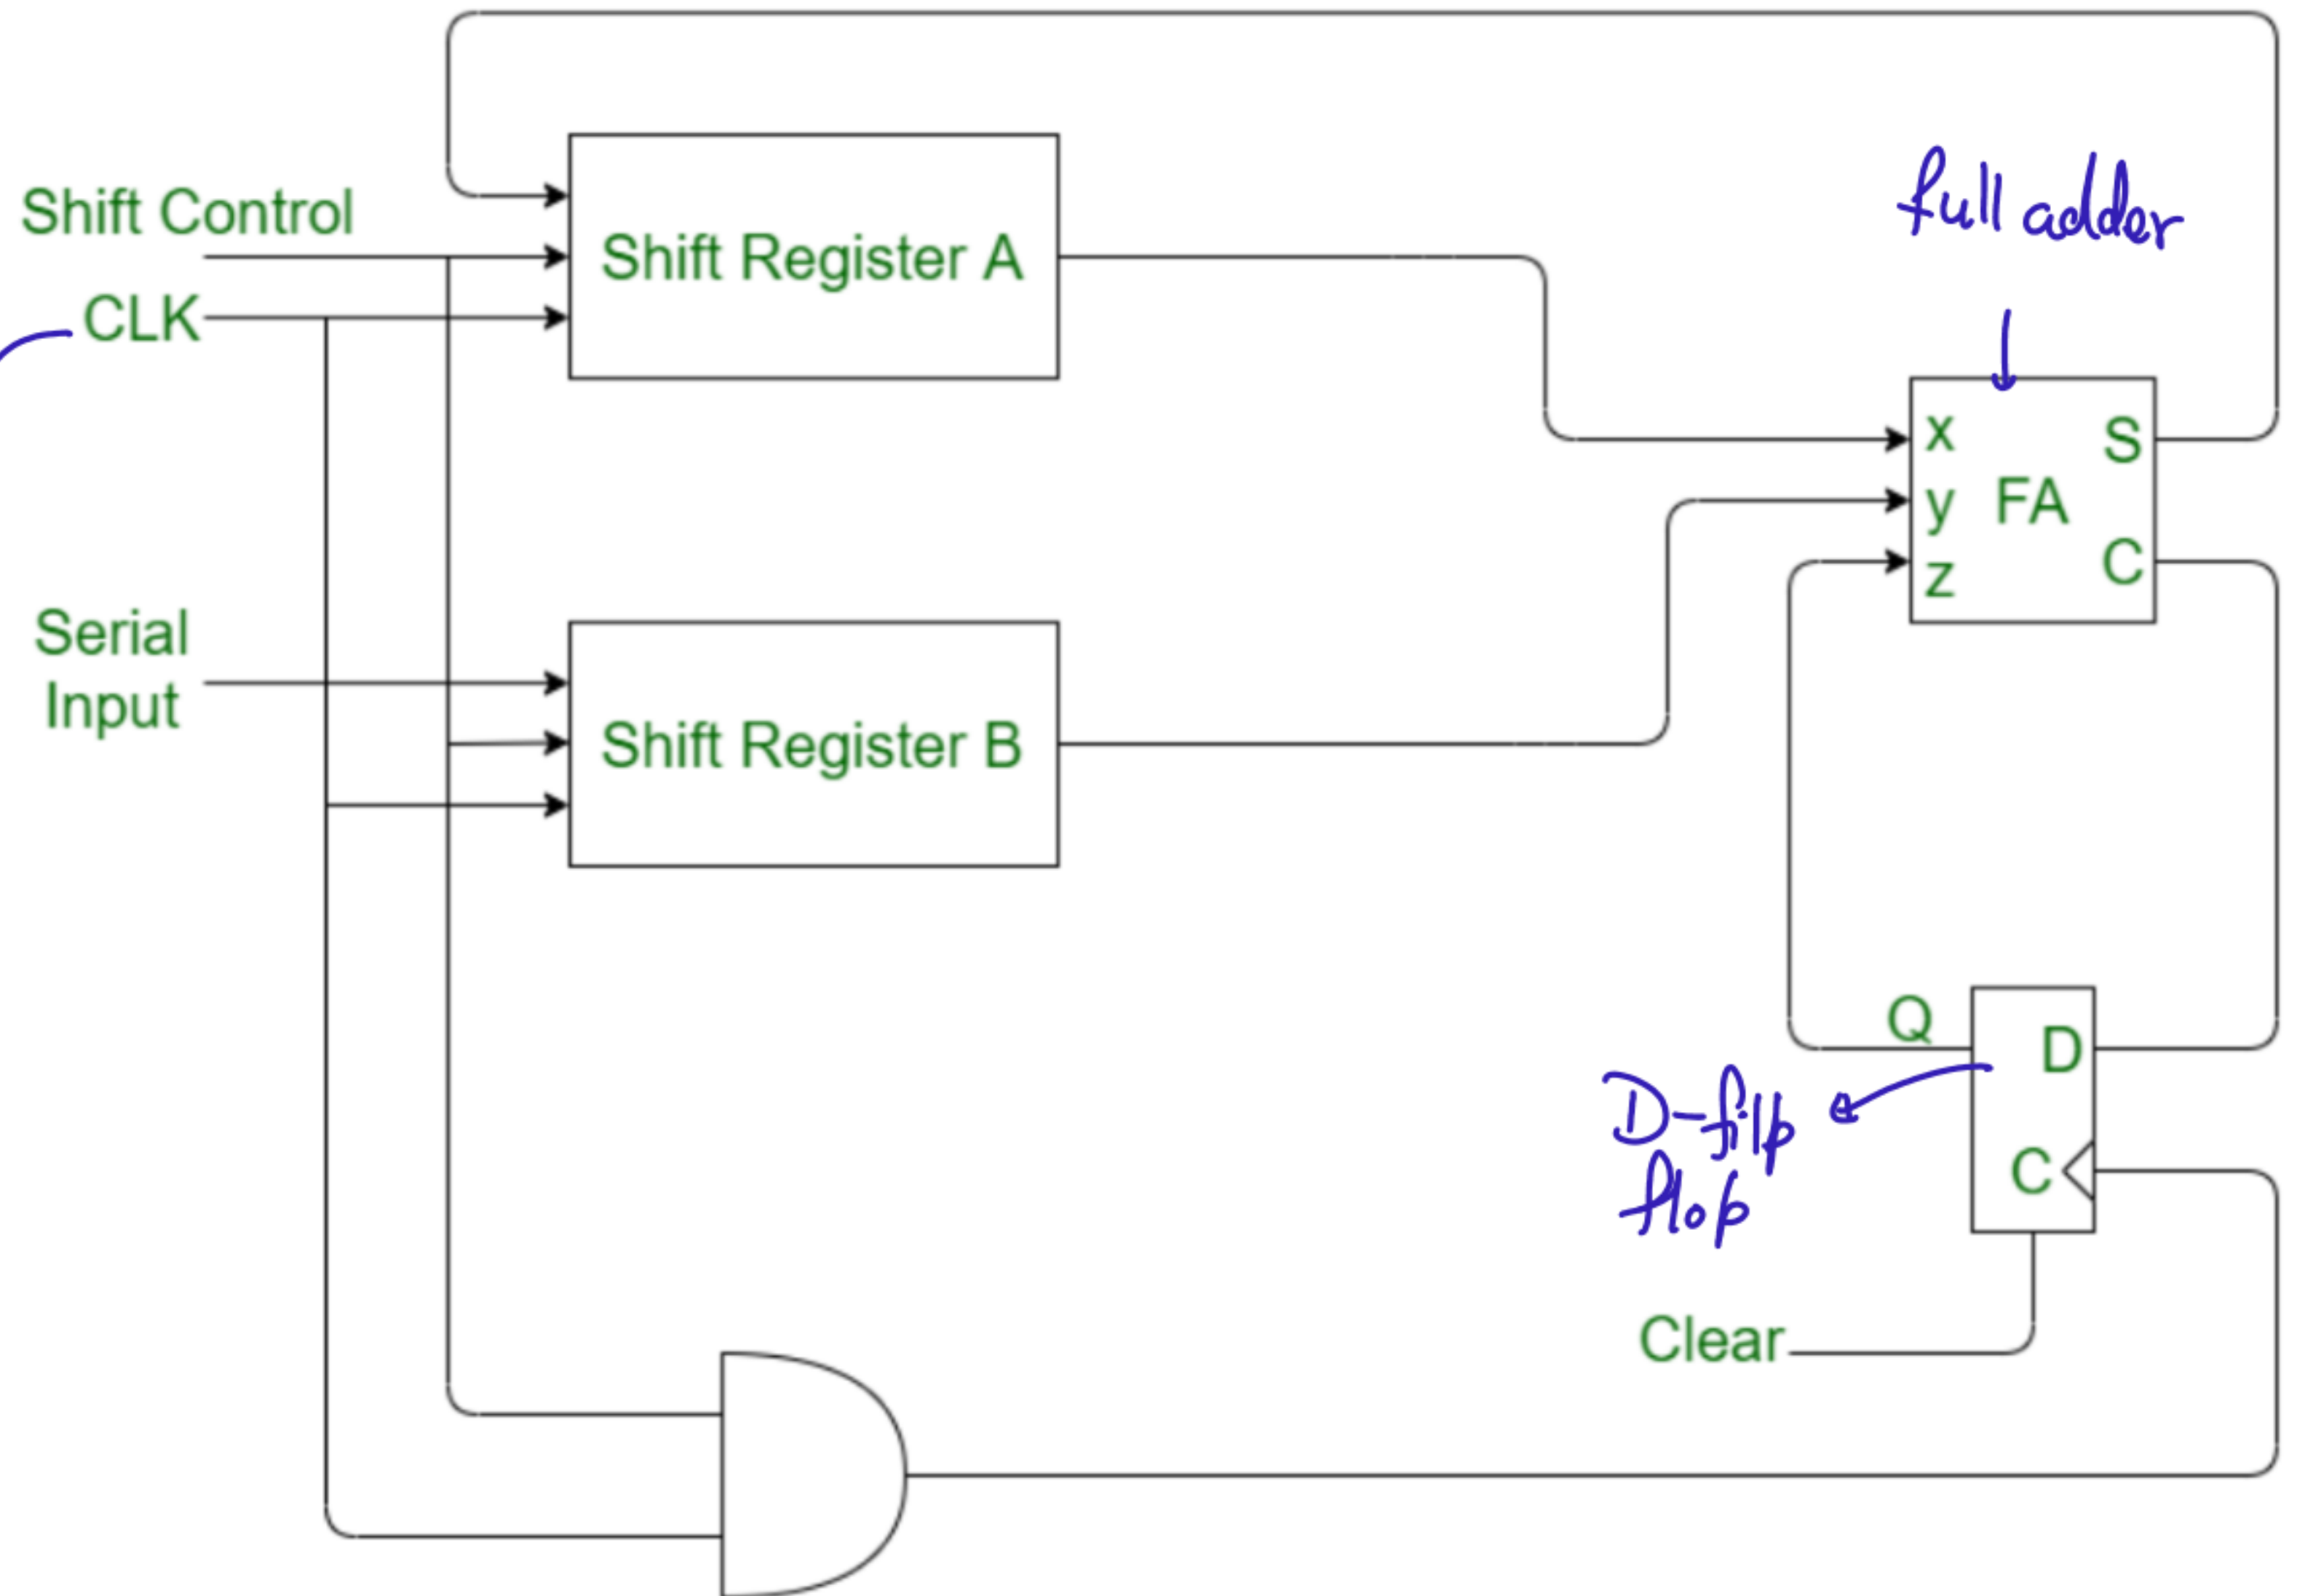 Shift Control
CLK
Shift Register A
full adder
x
S
y
FA
z
C
Serial
Input
Shift Register B
Q
D
D-flip
flop
C
Clear